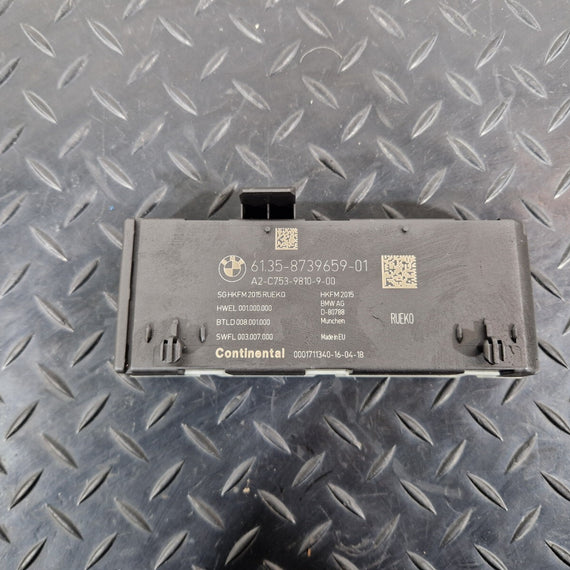 61.35-8739659-01
A2-C753-9810-9-00
SG HKFM 2015 RUEKO
HWEL 001.000.000
BTLD 008.001.000
SWFL 003.007.000
HKFM 2015
BMW AG
D-80788
Munchen
Made in EU
RUEKO
Continental 0001711340-16-04-18